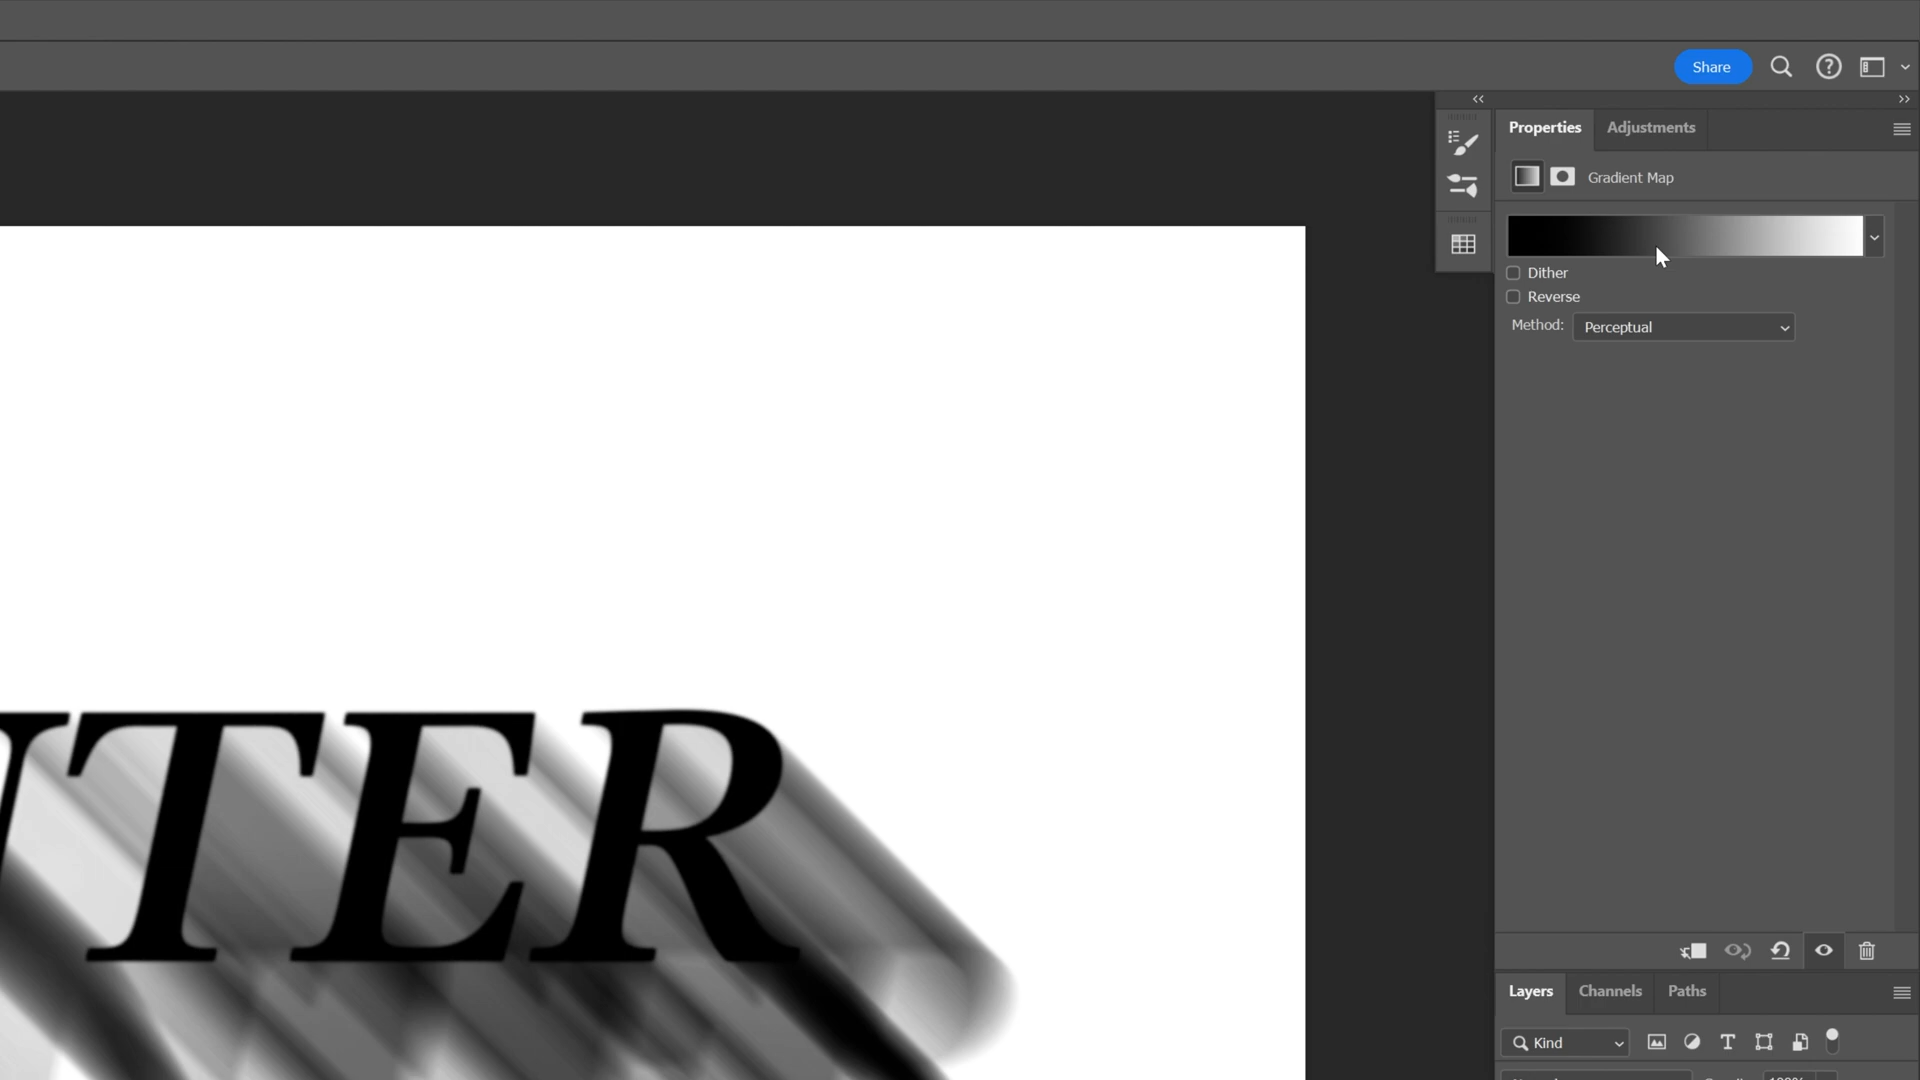 Share
Properties
Adjustments
Gradient Map
Dither
Reverse
Method:
Perceptual
TER
Layers
Channels
Paths
Kind